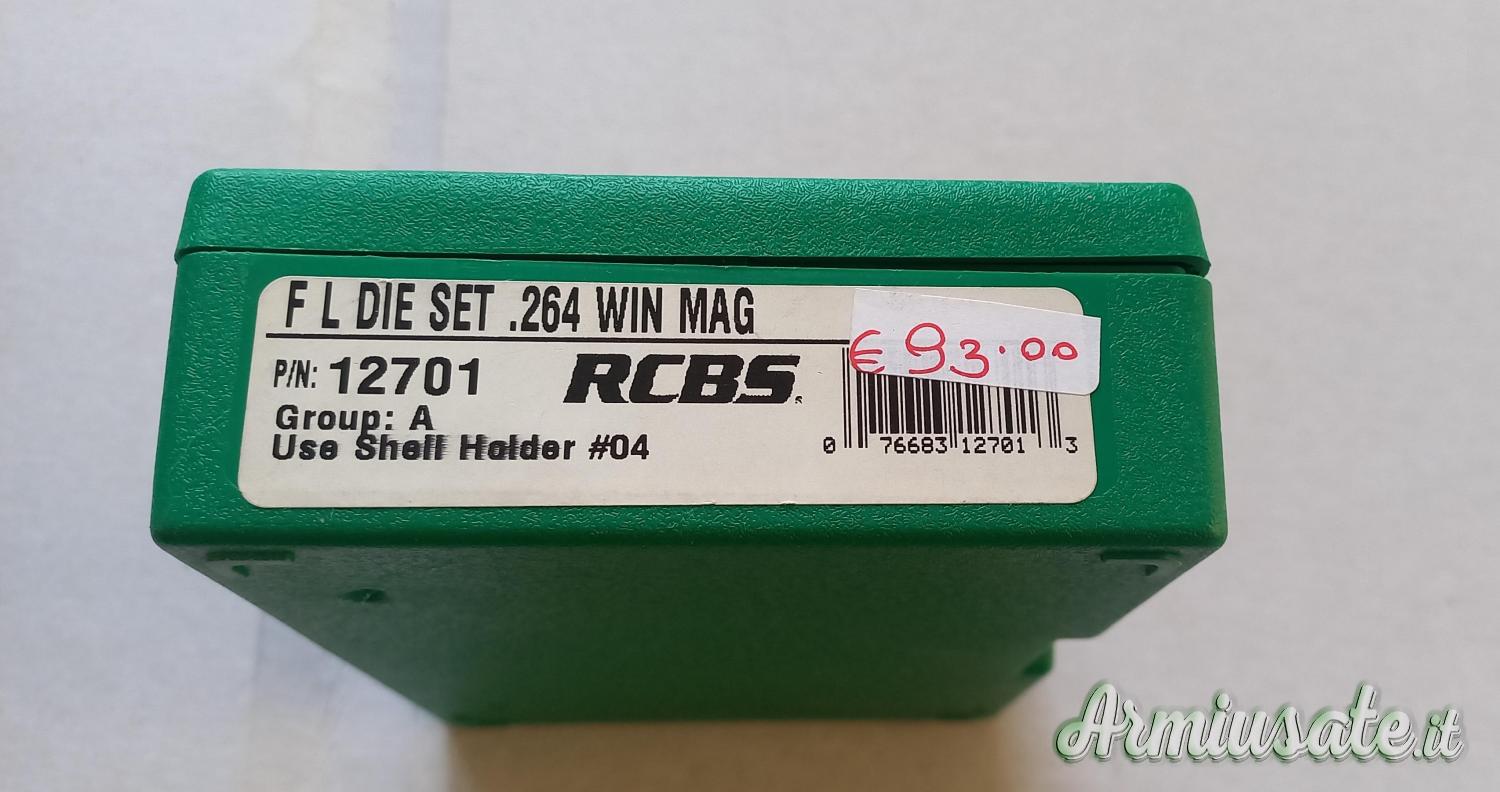 F L DIE SET .264 WIN MAG
€ 93.00
P/N: 12701
RCBS
Group: A
Use Shell Holder #04
0 76683 12701 3
Armiusate.it